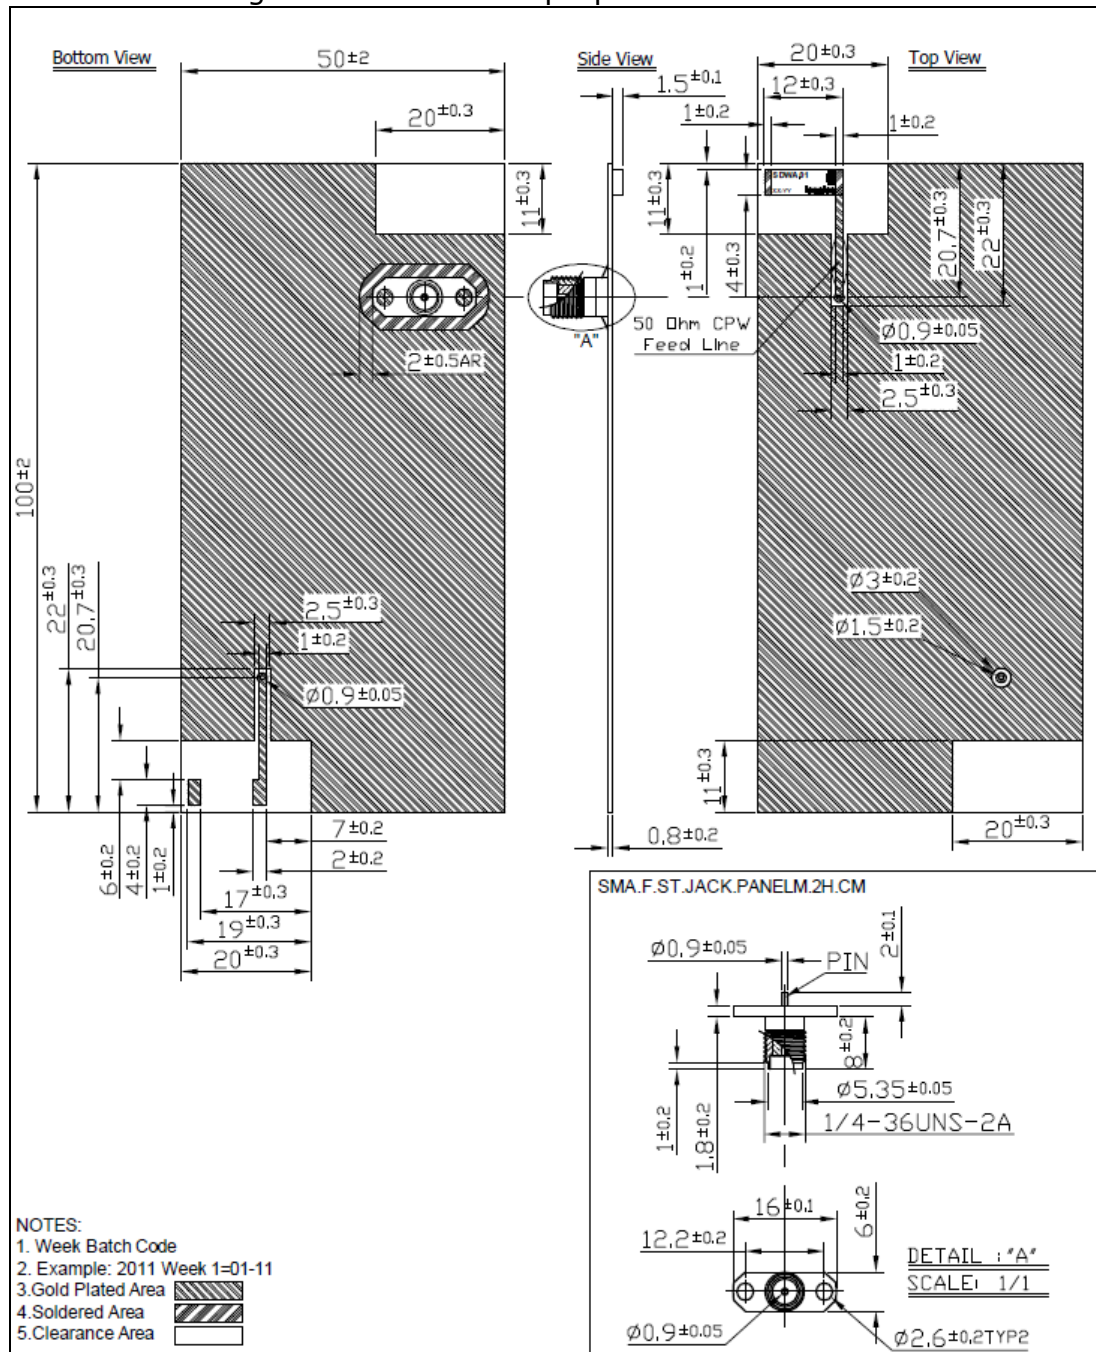 Bottom View
50±2
20±0.3
11±0.3
2±0.5AR
100±2
22±0.3
20.7±0.3
2.5±0.3
1±0.2
Ø0.9±0.05
6±0.2
4±0.2
1±0.2
7±0.2
2±0.2
17±0.3
19±0.3
20±0.3
Side View
1.5±0.1
"A"
0.8±0.2
Top View
20±0.3
12±0.3
1±0.2
1±0.2
11±0.3
1±0.2
4±0.3
SDWA.01
XX-YY
20.7±0.3
22±0.3
50 Ohm CPW
Feed Line
Ø0.9±0.05
1±0.2
2.5±0.3
Ø3±0.2
Ø1.5±0.2
11±0.3
20±0.3
SMA.F.ST.JACK.PANELM.2H.CM
Ø0.9±0.05
PIN
2±0.1
8±0.2
Ø5.35±0.05
1/4-36UNS-2A
1±0.2
1.8±0.2
16±0.1
12.2±0.2
6±0.2
Ø0.9±0.05
Ø2.6±0.2TYP2
DETAIL :"A"
SCALE: 1/1
NOTES:
1. Week Batch Code
2. Example: 2011 Week 1=01-11
3.Gold Plated Area
4.Soldered Area
5.Clearance Area